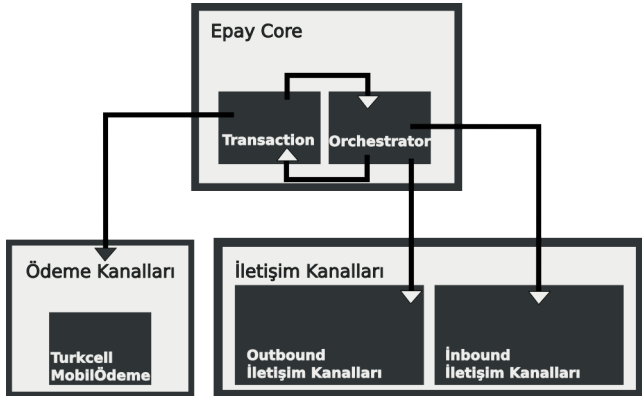 Epay Core
Transaction
Orchestrator
Ödeme Kanalları
Turkcell
MobilÖdeme
İletişim Kanalları
Outbound
İletişim Kanalları
İnbound
İletişim Kanalları